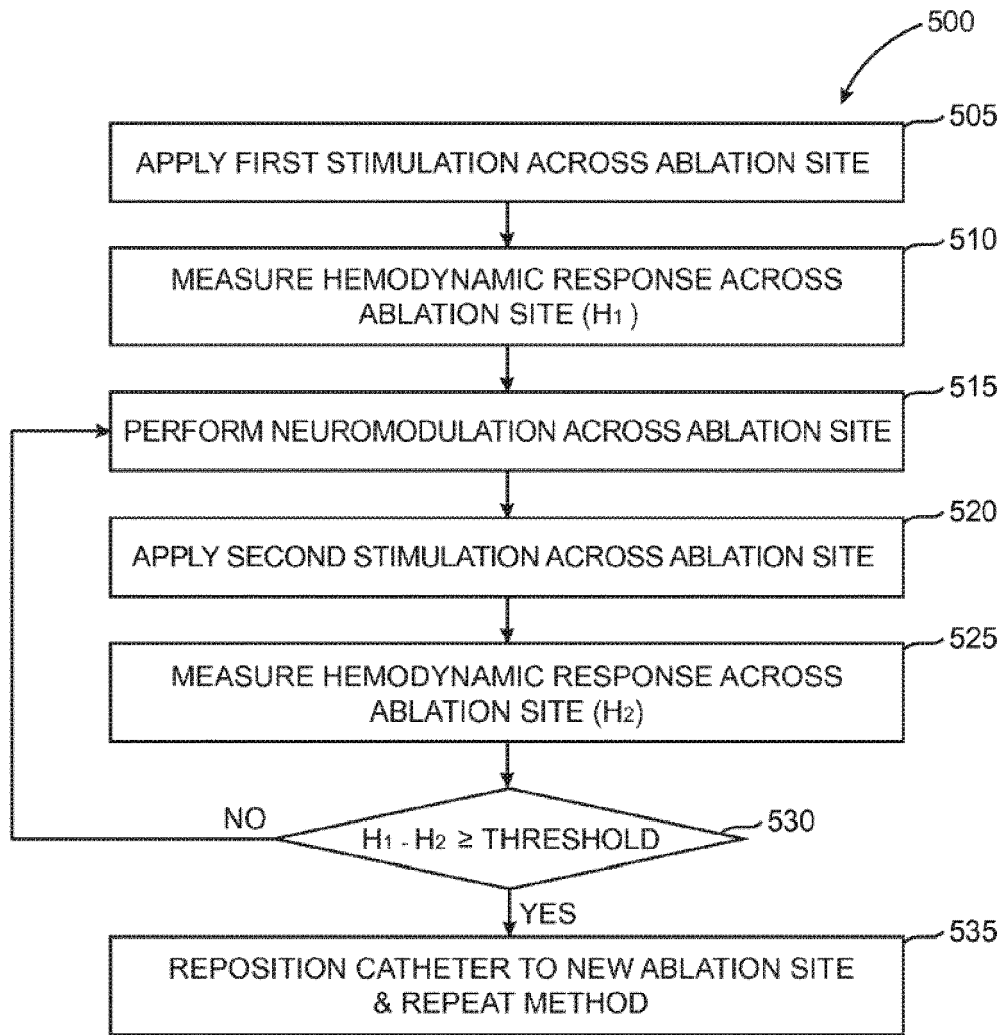 500
505
APPLY FIRST STIMULATION ACROSS ABLATION SITE
510
MEASURE HEMODYNAMIC RESPONSE ACROSS
ABLATION SITE (H1)
515
PERFORM NEUROMODULATION ACROSS ABLATION SITE
520
APPLY SECOND STIMULATION ACROSS ABLATION SITE
525
MEASURE HEMODYNAMIC RESPONSE ACROSS
ABLATION SITE (H2)
NO
530
H1 - H2 ≥ THRESHOLD
YES
535
REPOSITION CATHETER TO NEW ABLATION SITE
& REPEAT METHOD